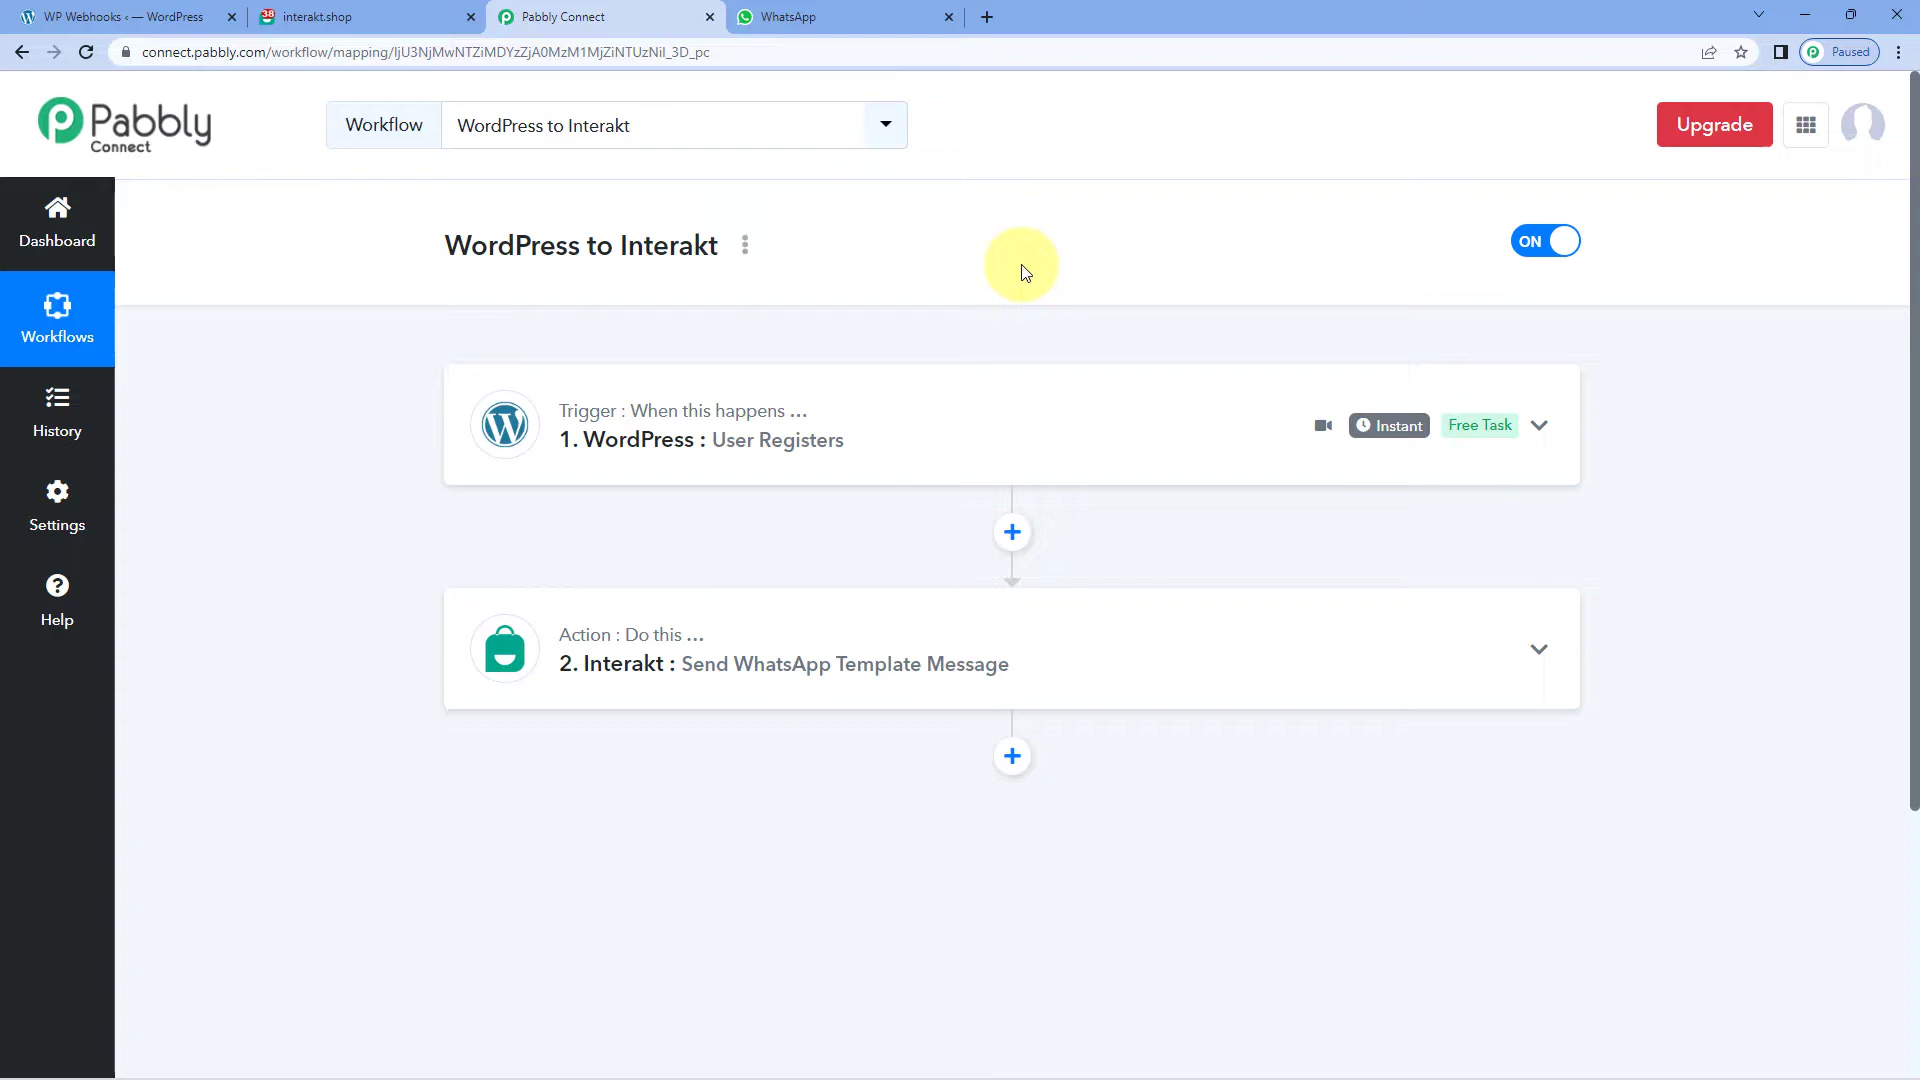 WP Webhooks ‹ — WordPress
38
interakt.shop
Pabbly Connect
WhatsApp
connect.pabbly.com/workflow/mapping/IjU3NjMwNTZiMDYzZjA0MzM1MjZiNTUzNiI_3D_pc
Paused
Pabbly
Connect
Workflow
WordPress to Interakt
Upgrade
Dashboard
WordPress to Interakt
ON
Workflows
History
Settings
Help
Trigger : When this happens ...
1. WordPress : User Registers
Instant
Free Task
Action : Do this ...
2. Interakt : Send WhatsApp Template Message